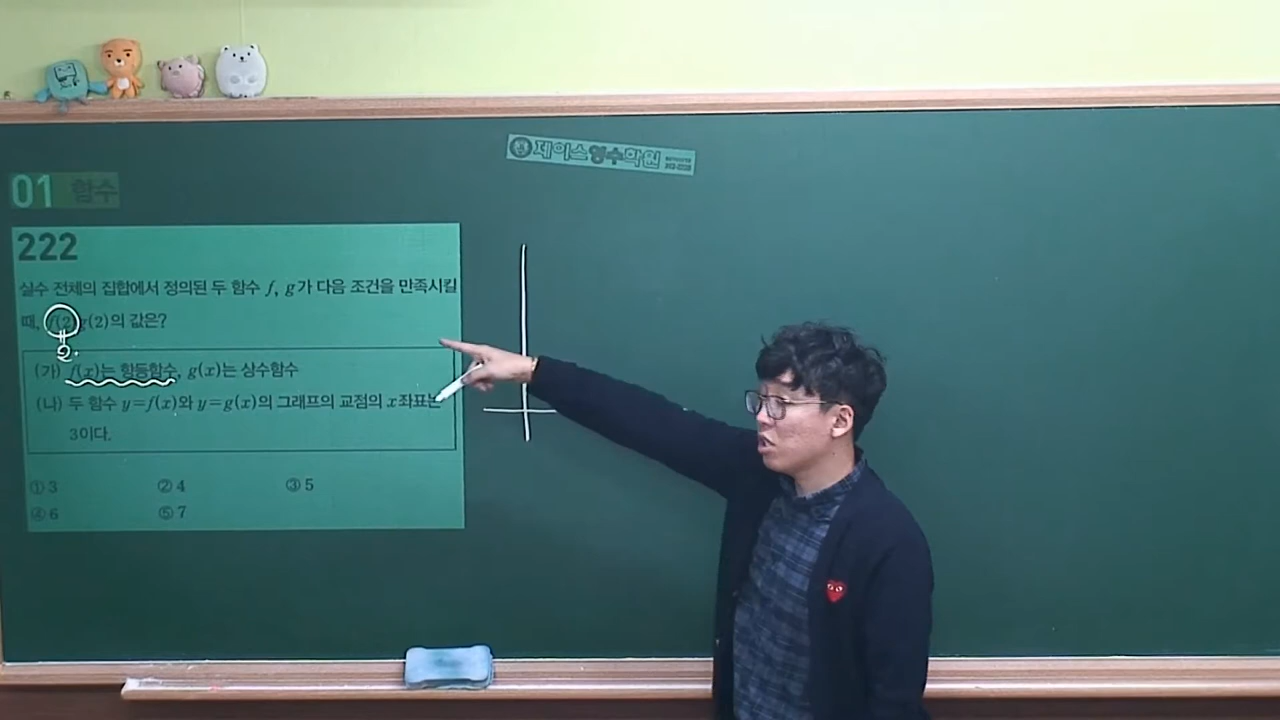 제이스영수학원
01 함수
222
실수 전체의 집합에서 정의된 두 함수 f, g가 다음 조건을 만족시킬
때, f(2)g(2)의 값은?
2.
(가) f(x)는 항등함수, g(x)는 상수함수
(나) 두 함수 y=f(x)와 y=g(x)의 그래프의 교점의 x좌표는
3이다.
① 3 ② 4 ③ 5
④ 6 ⑤ 7